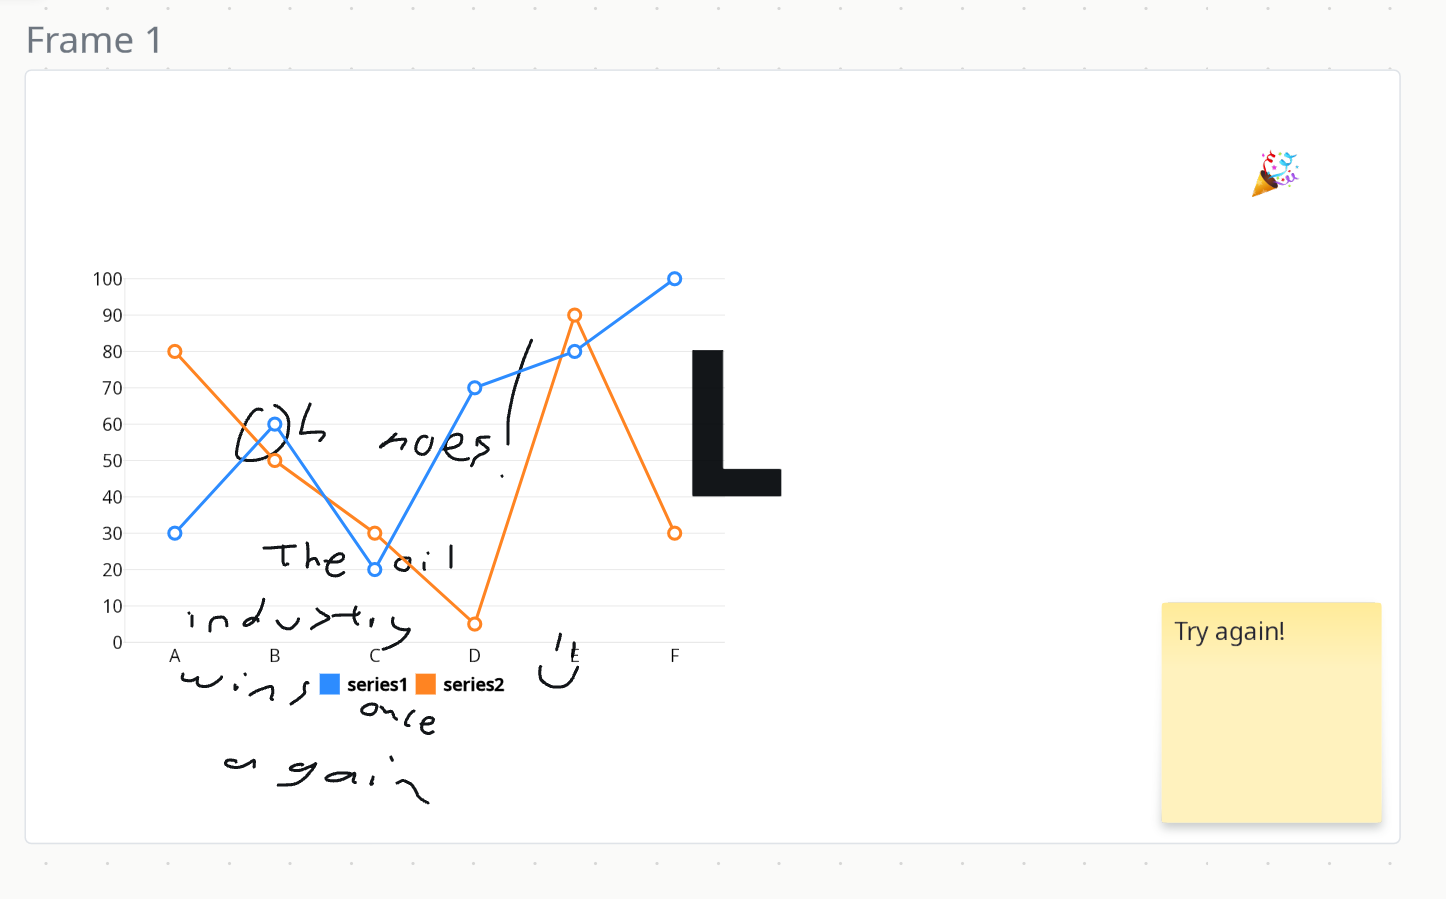 Frame 1
100
90
80
70
60
50
40
30
20
10
0
A B C D E F
series1 series2
Oh noes!
The oil
industry
wins
once
again
L
Try again!